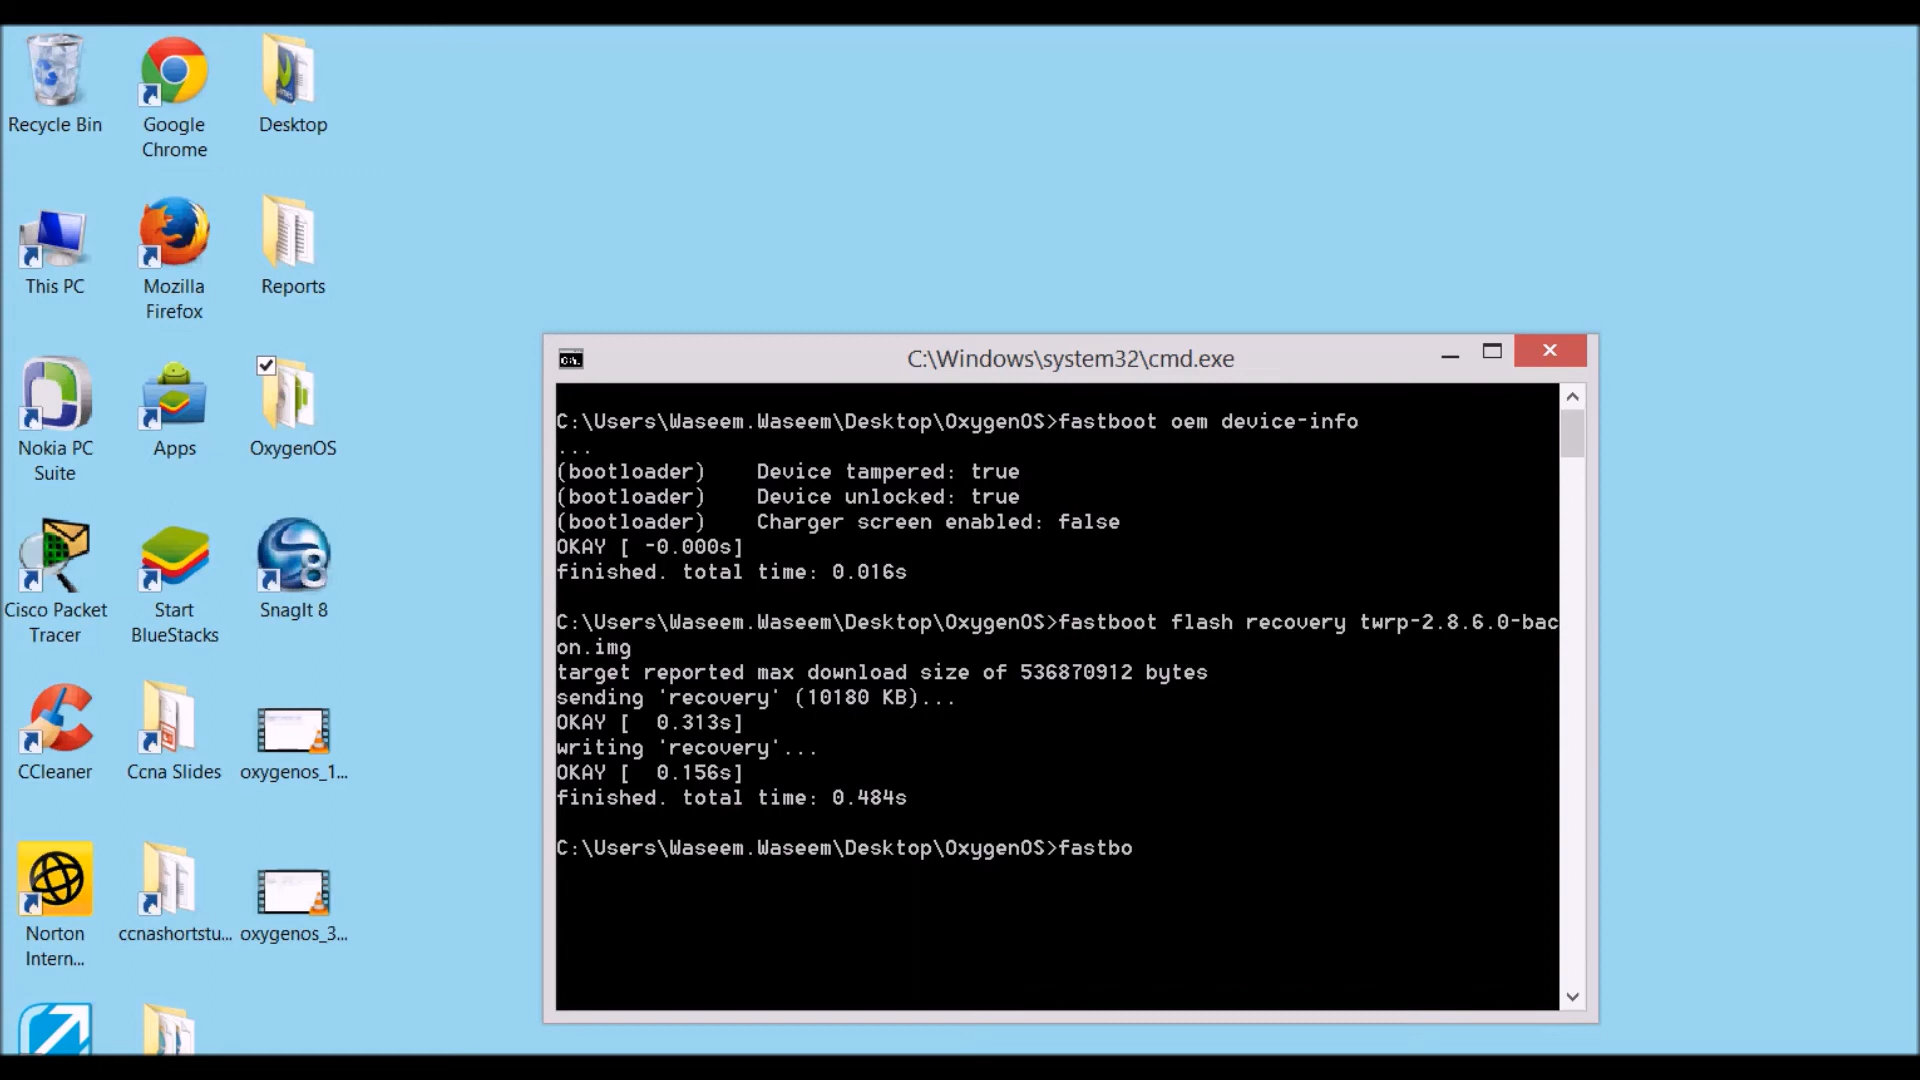 Recycle Bin
Google
Chrome
Desktop
This PC
Mozilla
Firefox
Reports
Nokia PC
Suite
Apps
OxygenOS
Cisco Packet
Tracer
Start
BlueStacks
SnagIt 8
8
CCleaner
Ccna Slides
oxygenos_1...
Norton
Intern...
ccnashortstu...
oxygenos_3...
C:\Windows\system32\cmd.exe
C:\Users\Waseem.Waseem\Desktop\OxygenOS>fastboot oem device-info
...
(bootloader)    Device tampered: true
(bootloader)    Device unlocked: true
(bootloader)    Charger screen enabled: false
OKAY [ -0.000s]
finished. total time: 0.016s
C:\Users\Waseem.Waseem\Desktop\OxygenOS>fastboot flash recovery twrp-2.8.6.0-bac
on.img
target reported max download size of 536870912 bytes
sending 'recovery' (10180 KB)...
OKAY [  0.313s]
writing 'recovery'...
OKAY [  0.156s]
finished. total time: 0.484s
C:\Users\Waseem.Waseem\Desktop\OxygenOS>fastbo